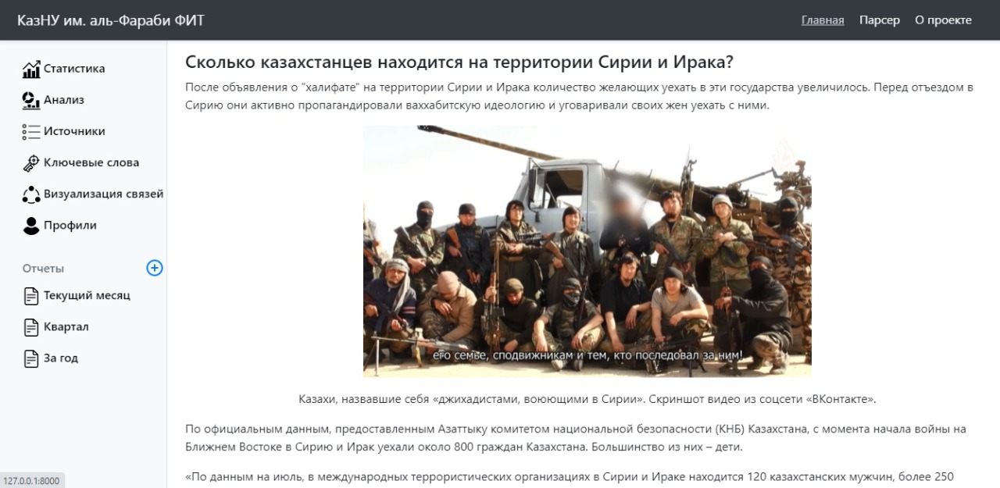 КазНУ им. аль-Фараби ФИТ
Главная Парсер О проекте
Статистика
Анализ
Источники
Ключевые слова
Визуализация связей
Профили
Отчеты
Текущий месяц
Квартал
За год
Сколько казахстанцев находится на территории Сирии и Ирака?
После объявления о "халифате" на территории Сирии и Ирака количество желающих уехать в эти государства увеличилось. Перед отъездом в
Сирию они активно пропагандировали ваххабитскую идеологию и уговаривали своих жен уехать с ними.
его семье, сподвижникам и тем, кто последовал за ним!
Казахи, назвавшие себя «джихадистами, воюющими в Сирии». Скриншот видео из соцсети «ВКонтакте».
По официальным данным, предоставленным Азаттыку комитетом национальной безопасности (КНБ) Казахстана, с момента начала войны на
Ближнем Востоке в Сирию и Ирак уехали около 800 граждан Казахстана. Большинство из них – дети.
«По данным на июль, в международных террористических организациях в Сирии и Ираке находится 120 казахстанских мужчин, более 250
127.0.0.1:8000